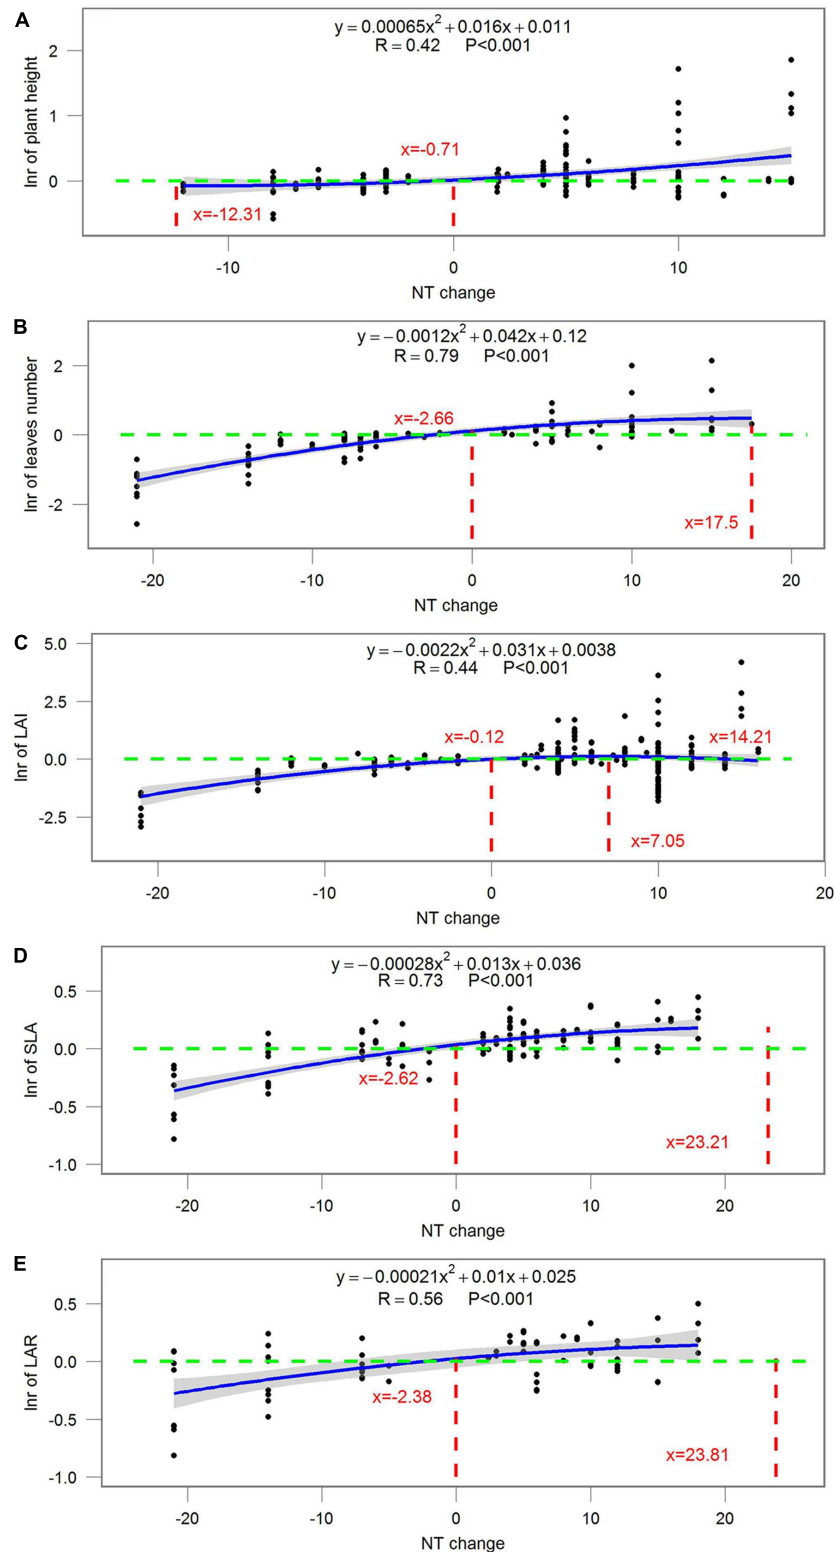 A
y = 0.00065x² + 0.016x + 0.011
R = 0.42 P<0.001
lnr of plant height
2
1
0
x=-0.71
x=-12.31
-10 0 10
NT change
B
y = −0.0012x² + 0.042x + 0.12
R = 0.79 P<0.001
lnr of leaves number
2
0
-2
x=-2.66
x=17.5
-20 -10 0 10 20
NT change
C
y = −0.0022x² + 0.031x + 0.0038
R = 0.44 P<0.001
lnr of LAI
5.0
2.5
0.0
-2.5
x=-0.12
x=14.21
x=7.05
-20 -10 0 10 20
NT change
D
y = −0.00028x² + 0.013x + 0.036
R = 0.73 P<0.001
lnr of SLA
0.5
0.0
-0.5
-1.0
x=-2.62
x=23.21
-20 -10 0 10 20
NT change
E
y = −0.00021x² + 0.01x + 0.025
R = 0.56 P<0.001
lnr of LAR
0.5
0.0
-0.5
-1.0
x=-2.38
x=23.81
-20 -10 0 10 20
NT change